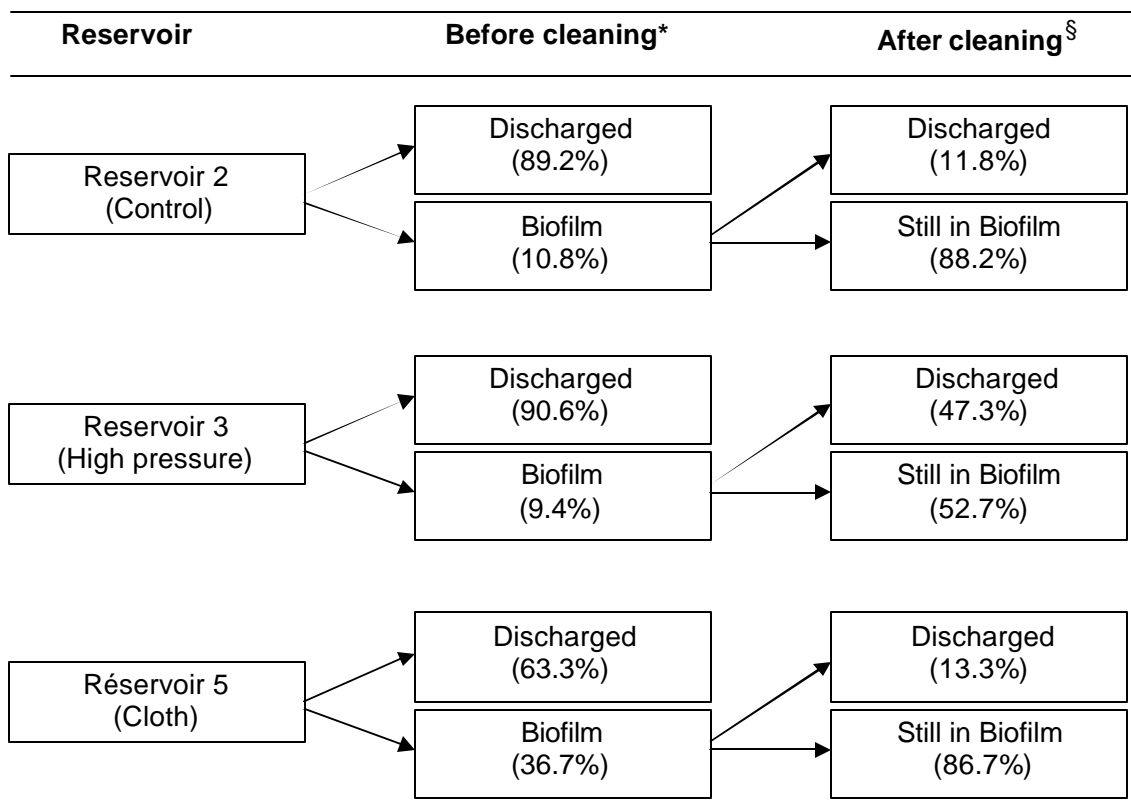 Reservoir Before cleaning* After cleaning§
Discharged
(89.2%)
Discharged
(11.8%)
Reservoir 2
(Control)
Biofilm
(10.8%)
Still in Biofilm
(88.2%)
Discharged
(90.6%)
Discharged
(47.3%)
Reservoir 3
(High pressure)
Biofilm
(9.4%)
Still in Biofilm
(52.7%)
Discharged
(63.3%)
Discharged
(13.3%)
Réservoir 5
(Cloth)
Biofilm
(36.7%)
Still in Biofilm
(86.7%)